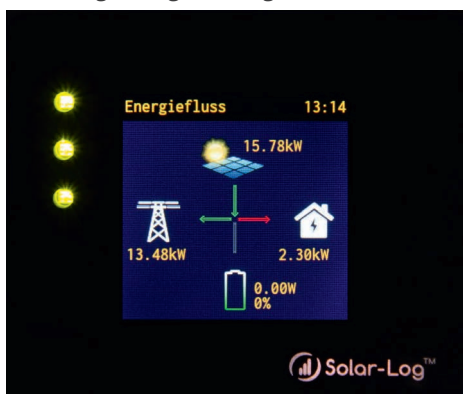 Energiefluss 13:14
15.78kW
13.48kW 2.30kW
0.00W
0%
Solar-Log™